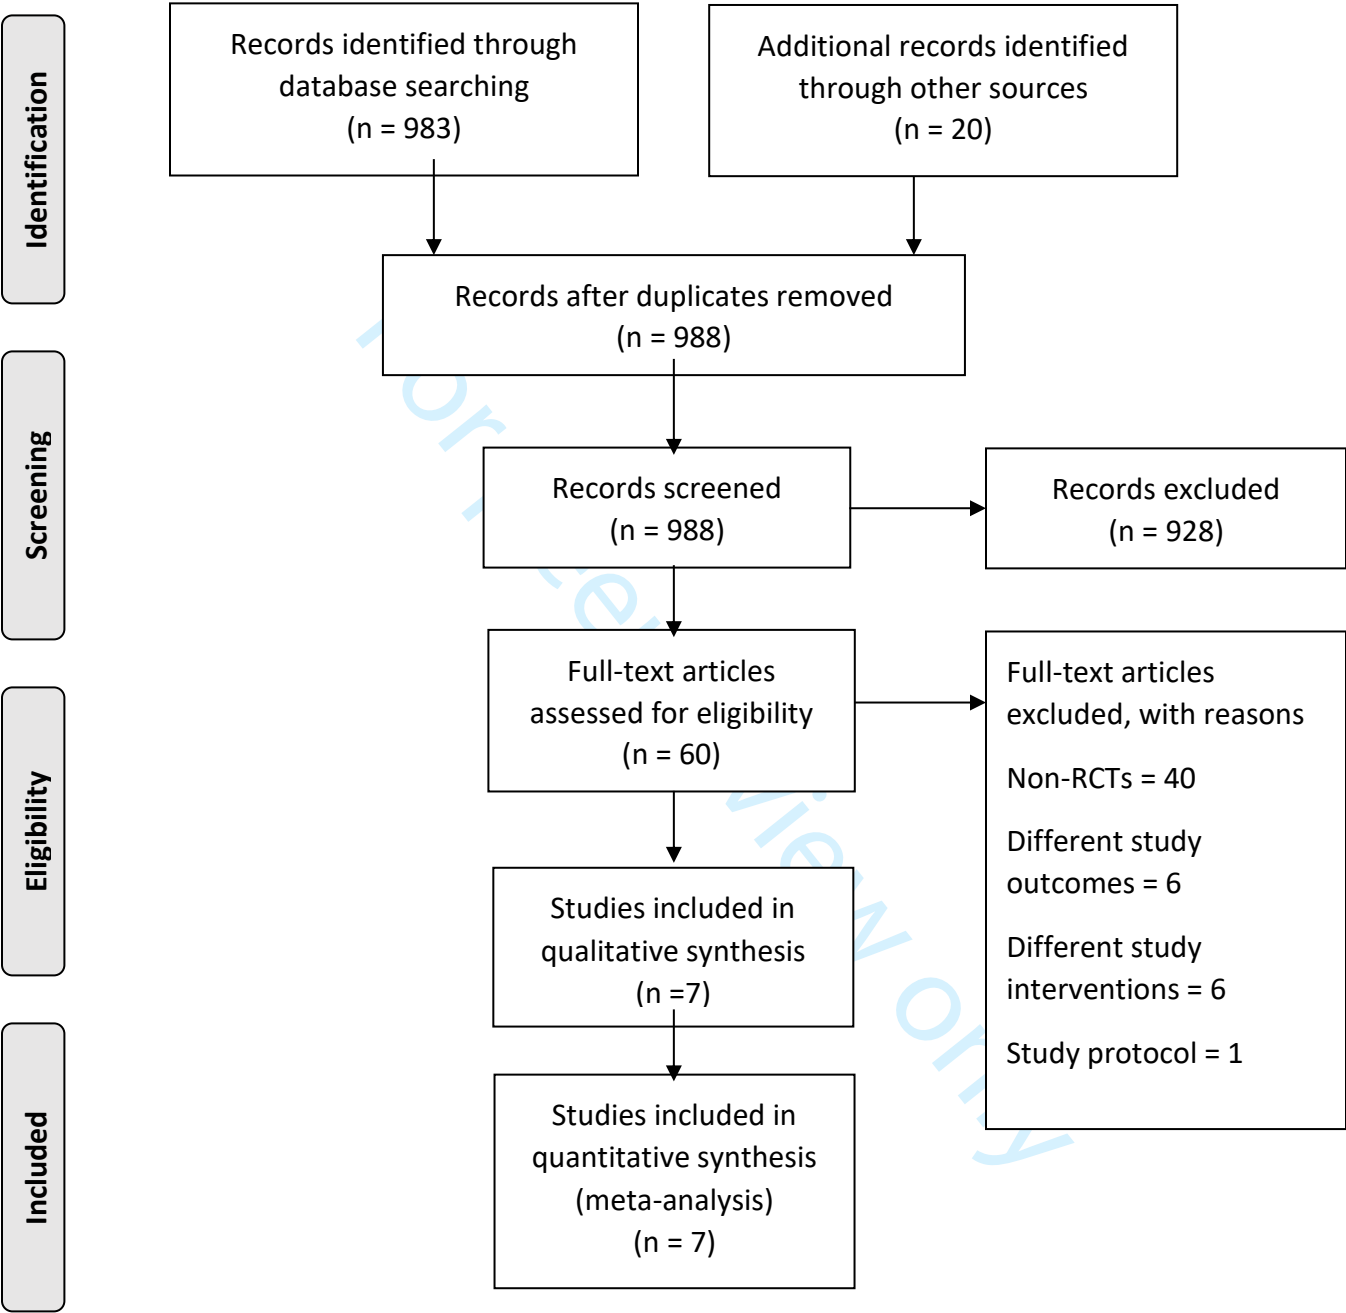 Identification
Records identified through
database searching
(n = 983)
Additional records identified
through other sources
(n = 20)
Records after duplicates removed
(n = 988)
Screening
Records screened
(n = 988)
Records excluded
(n = 928)
Eligibility
Full-text articles
assessed for eligibility
(n = 60)
Full-text articles
excluded, with reasons
Non-RCTs = 40
Different study
outcomes = 6
Different study
interventions = 6
Study protocol = 1
Studies included in
qualitative synthesis
(n =7)
Included
Studies included in
quantitative synthesis
(meta-analysis)
(n = 7)
only